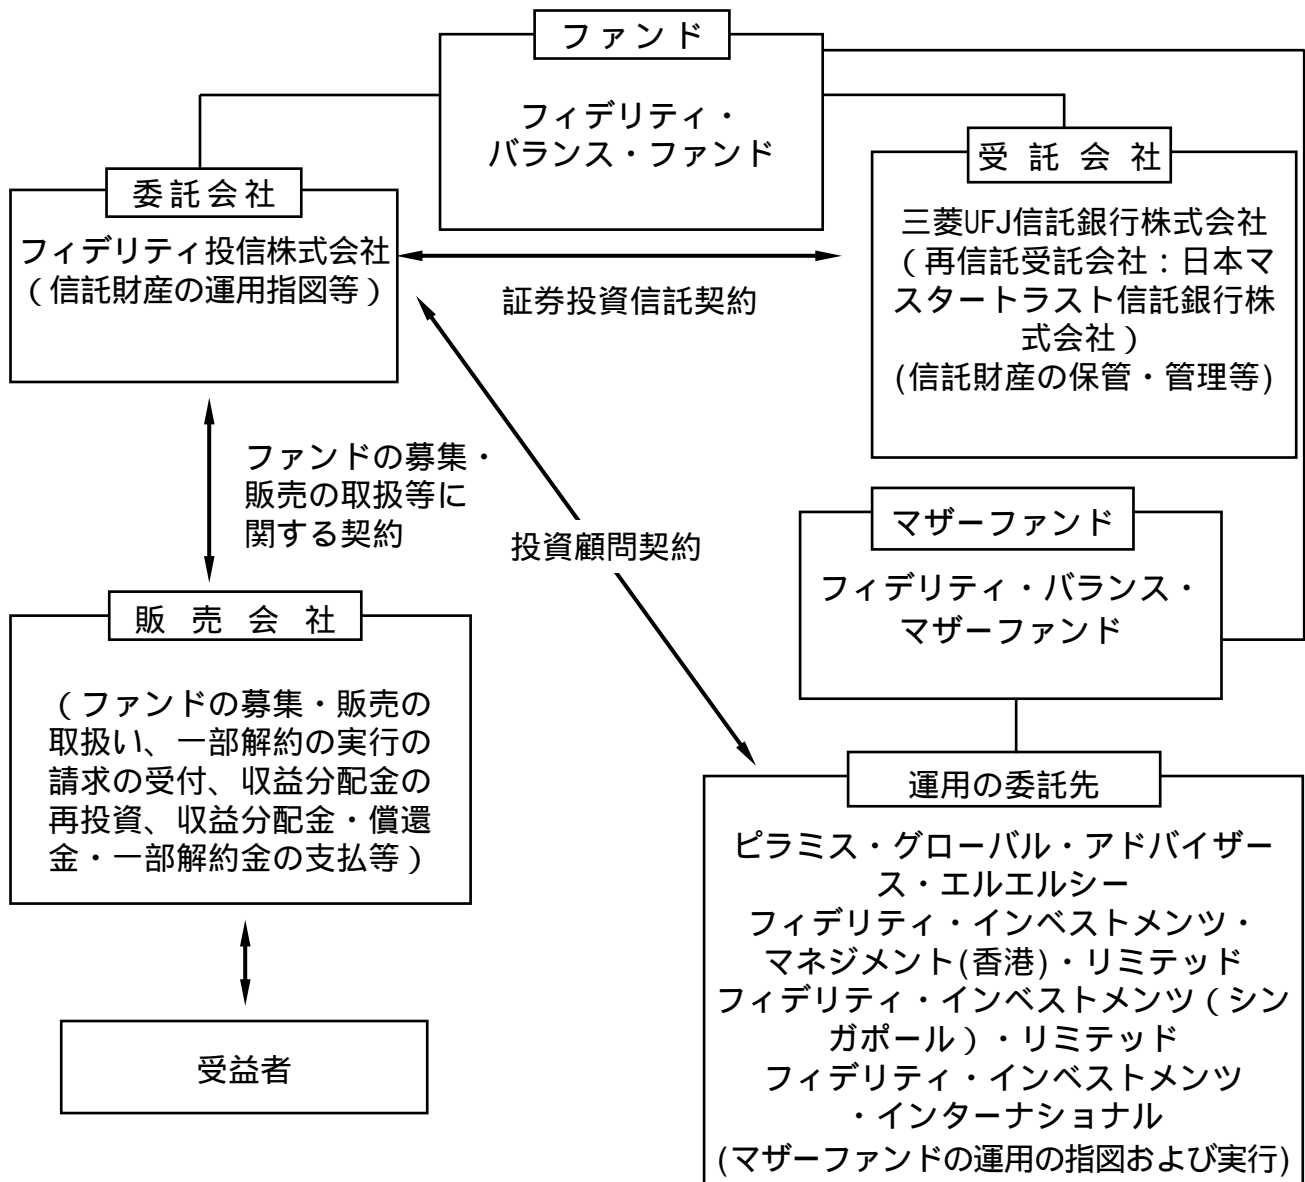 ファンド
フィデリティ・
バランス・ファンド
受託会社
三菱UFJ信託銀行株式会社
（再信託受託会社：日本マ
スタートラスト信託銀行株
式会社）
(信託財産の保管・管理等)
委託会社
フィデリティ投信株式会社
（信託財産の運用指図等）
証券投資信託契約
ファンドの募集・
販売の取扱等に
関する契約
投資顧問契約
マザーファンド
フィデリティ・バランス・
マザーファンド
販売会社
（ファンドの募集・販売の
取扱い、一部解約の実行の
請求の受付、収益分配金の
再投資、収益分配金・償還
金・一部解約金の支払等）
受益者
運用の委託先
ピラミス・グローバル・アドバイザー
ス・エルエルシー
フィデリティ・インベストメンツ・
マネジメント(香港)・リミテッド
フィデリティ・インベストメンツ（シン
ガポール）・リミテッド
フィデリティ・インベストメンツ
・インターナショナル
(マザーファンドの運用の指図および実行)